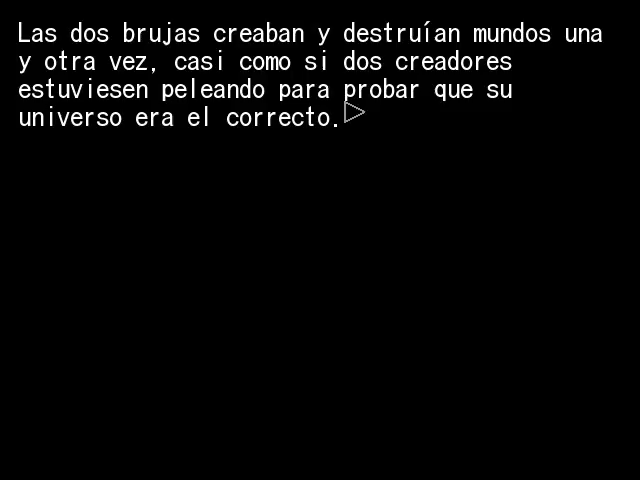 Las dos brujas creaban y destruían mundos una
y otra vez, casi como si dos creadores
estuviesen peleando para probar que su
universo era el correcto.